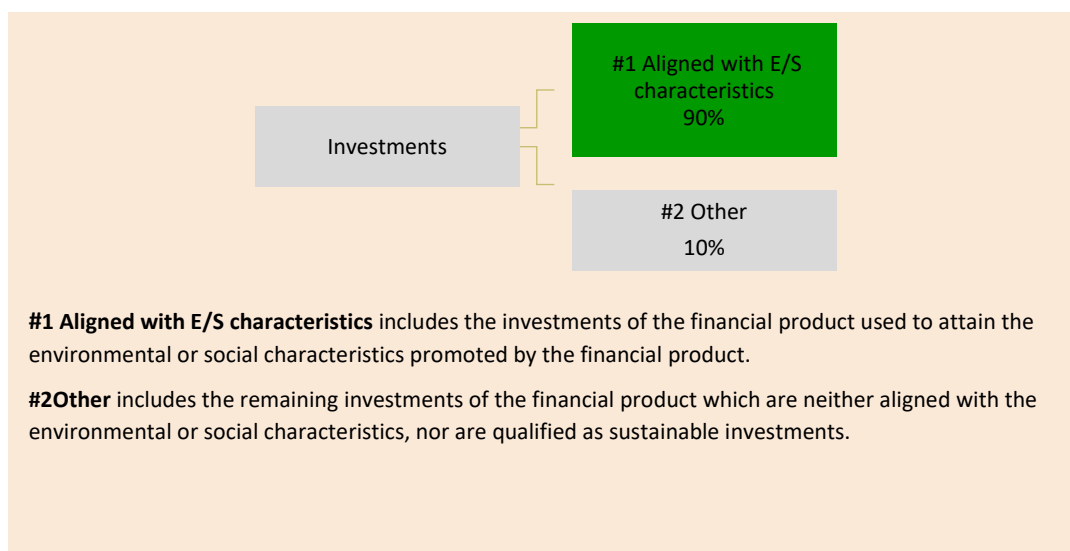 #1 Aligned with E/S
characteristics
90%
Investments
#2 Other
10%
#1 Aligned with E/S characteristics includes the investments of the financial product used to attain the
environmental or social characteristics promoted by the financial product.
#2Other includes the remaining investments of the financial product which are neither aligned with the
environmental or social characteristics, nor are qualified as sustainable investments.